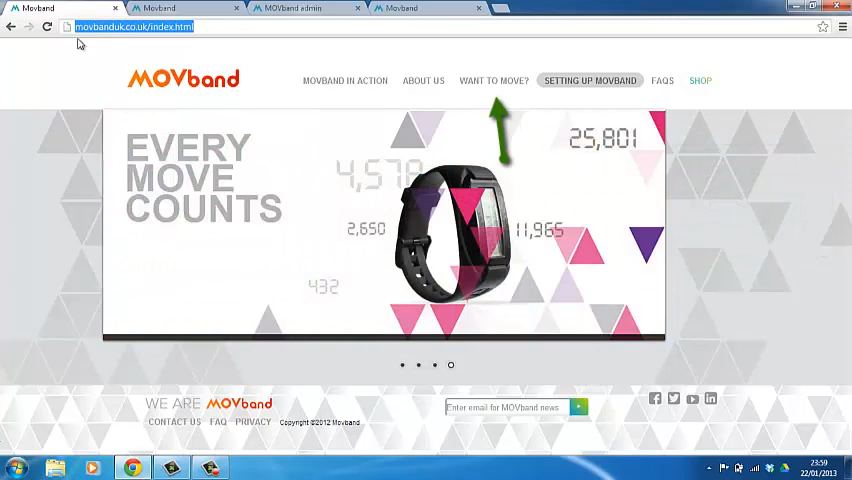 Movband
Movband
MOVband admin
Movband
movbanduk.co.uk/index.html
MOVband
MOVBAND IN ACTION
ABOUT US
WANT TO MOVE?
SETTING UP MOVBAND
FAQS
SHOP
EVERY
MOVE
COUNTS
25,801
4,578
2,650
11,965
432
WE ARE MOVband
CONTACT US
FAQ
PRIVACY
Copyright ©2012 Movband
Enter email for MOVband news
23:59
22/01/2013